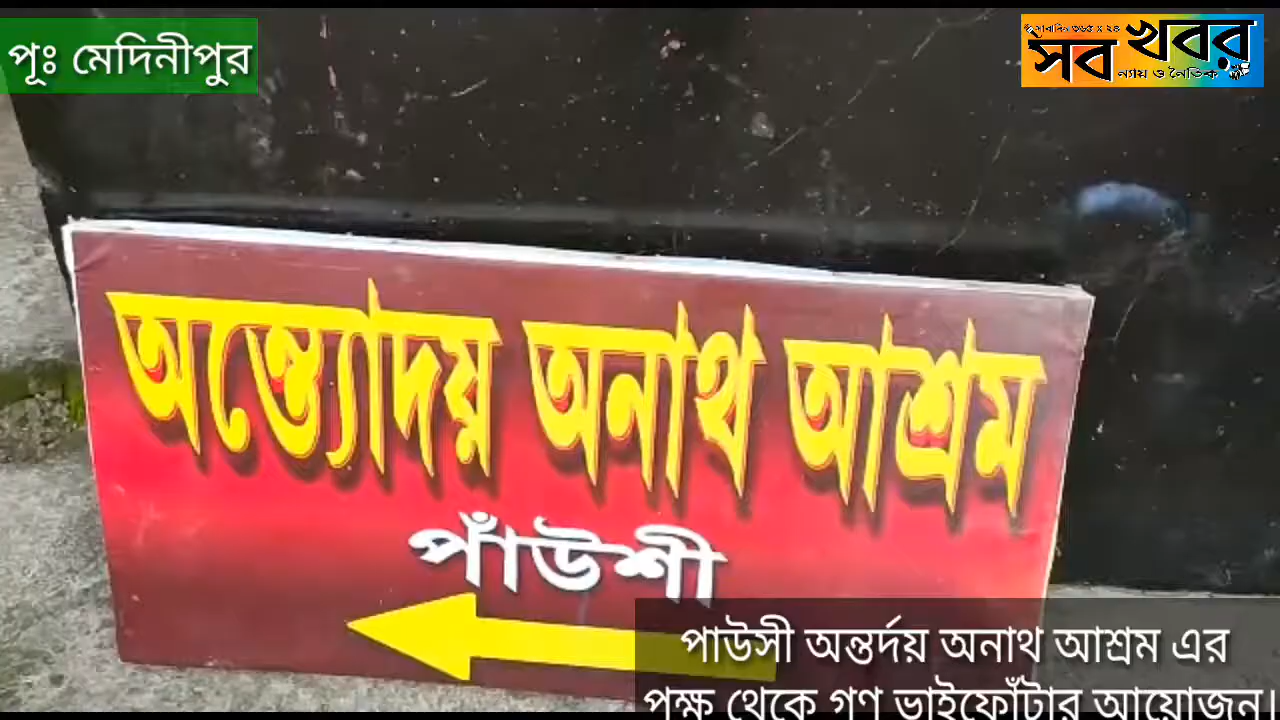 পূঃ মেদিনীপুর
সব খবর
ন্যায় ও নৈতিক
অন্ত্যোদয় অনাথ আশ্রম
পাঁউশী
পাউসী অন্তর্দয় অনাথ আশ্রম এর
পক্ষ থেকে গণ ভাইফোঁটার আয়োজন।